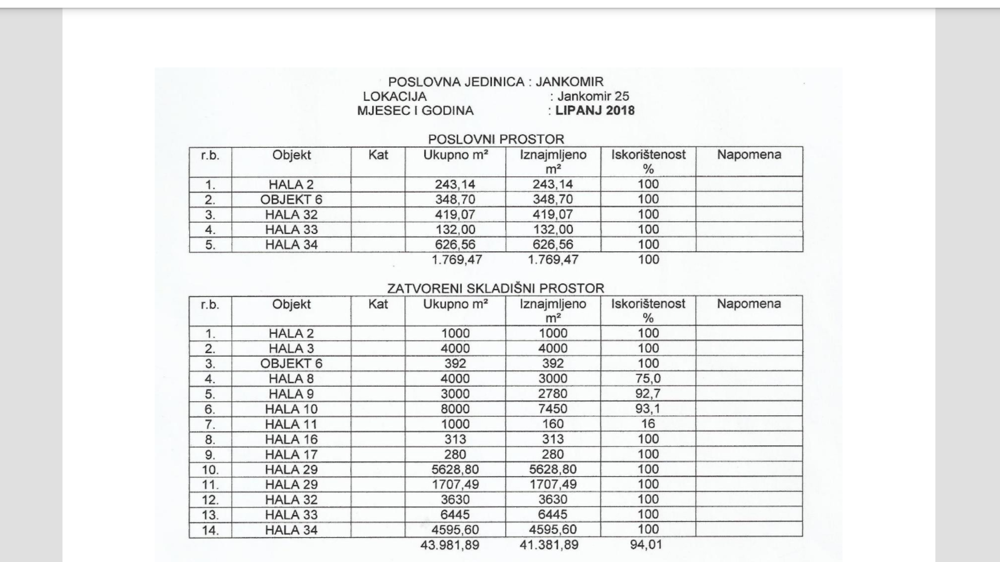 POSLOVNA JEDINICA : JANKOMIR
LOKACIJA : Jankomir 25
MJESEC I GODINA : LIPANJ 2018
POSLOVNI PROSTOR
r.b. Objekt Kat Ukupno m² Iznajmljeno m² Iskorištenost % Napomena
1. HALA 2 243,14 243,14 100
2. OBJEKT 6 348,70 348,70 100
3. HALA 32 419,07 419,07 100
4. HALA 33 132,00 132,00 100
5. HALA 34 626,56 626,56 100
1.769,47 1.769,47 100
ZATVORENI SKLADIŠNI PROSTOR
r.b. Objekt Kat Ukupno m² Iznajmljeno m² Iskorištenost % Napomena
1. HALA 2 1000 1000 100
2. HALA 3 4000 4000 100
3. OBJEKT 6 392 392 100
4. HALA 8 4000 3000 75,0
5. HALA 9 3000 2780 92,7
6. HALA 10 8000 7450 93,1
7. HALA 11 1000 160 16
8. HALA 16 313 313 100
9. HALA 17 280 280 100
10. HALA 29 5628,80 5628,80 100
11. HALA 29 1707,49 1707,49 100
12. HALA 32 3630 3630 100
13. HALA 33 6445 6445 100
14. HALA 34 4595,60 4595,60 100
43.981,89 41.381,89 94,01